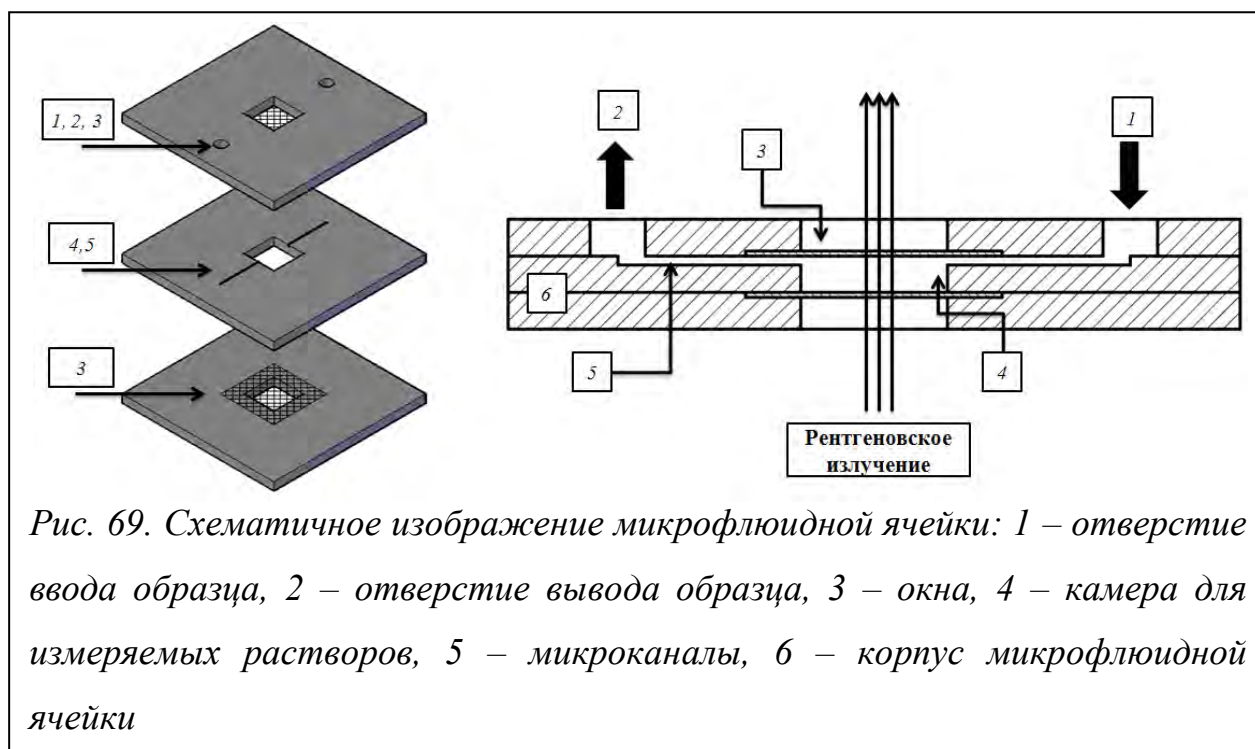 1, 2, 3
4,5
3
2
1
3
6
5
4
Рентгеновское
излучение
Рис. 69. Схематичное изображение микрофлюидной ячейки: 1 – отверстие
ввода образца, 2 – отверстие вывода образца, 3 – окна, 4 – камера для
измеряемых растворов, 5 – микроканалы, 6 – корпус микрофлюидной
ячейки